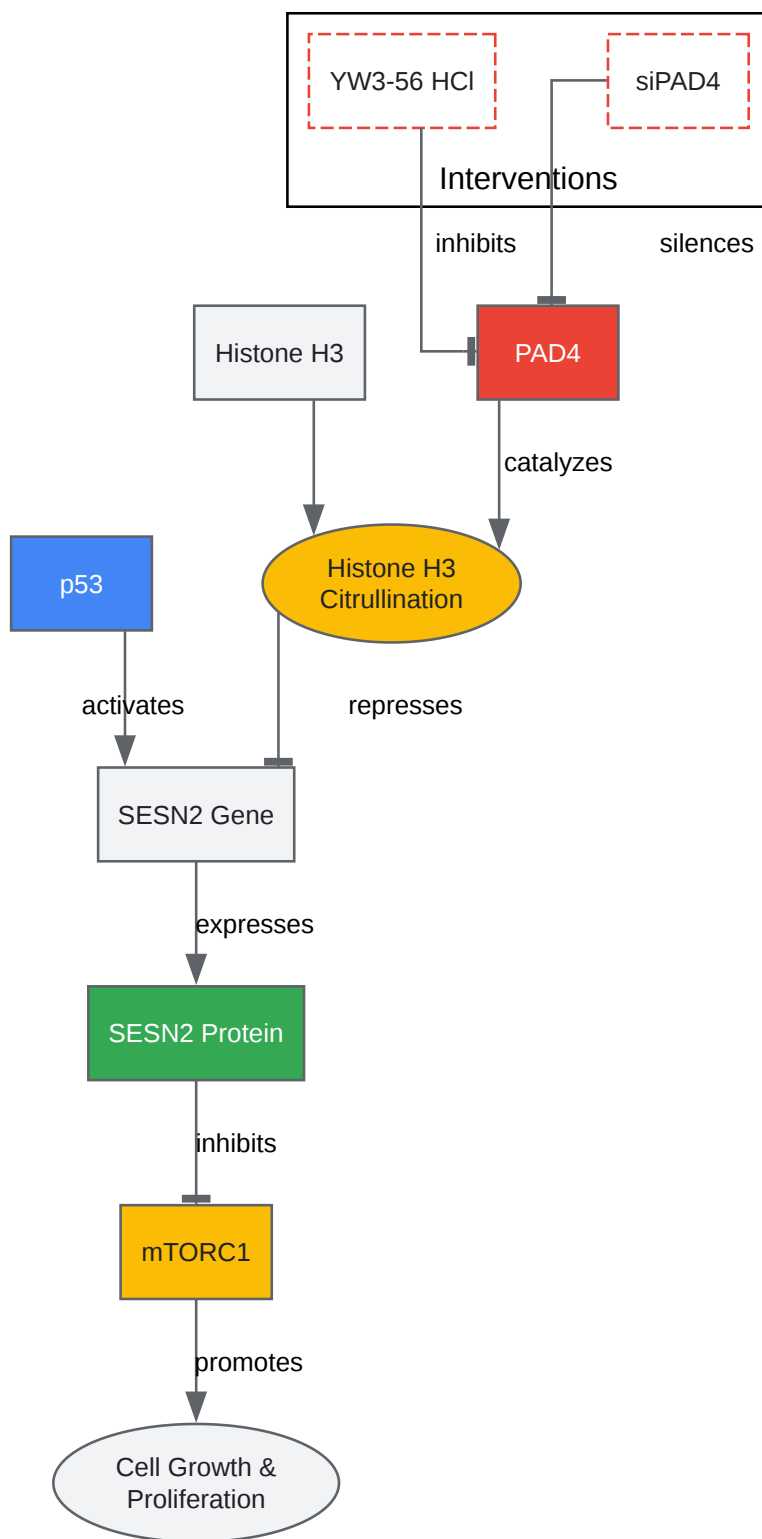 YW3-56 HCl
siPAD4
Interventions
inhibits
silences
Histone H3
PAD4
catalyzes
p53
Histone H3
Citrullination
activates
represses
SESN2 Gene
expresses
SESN2 Protein
inhibits
mTORC1
promotes
Cell Growth &
Proliferation